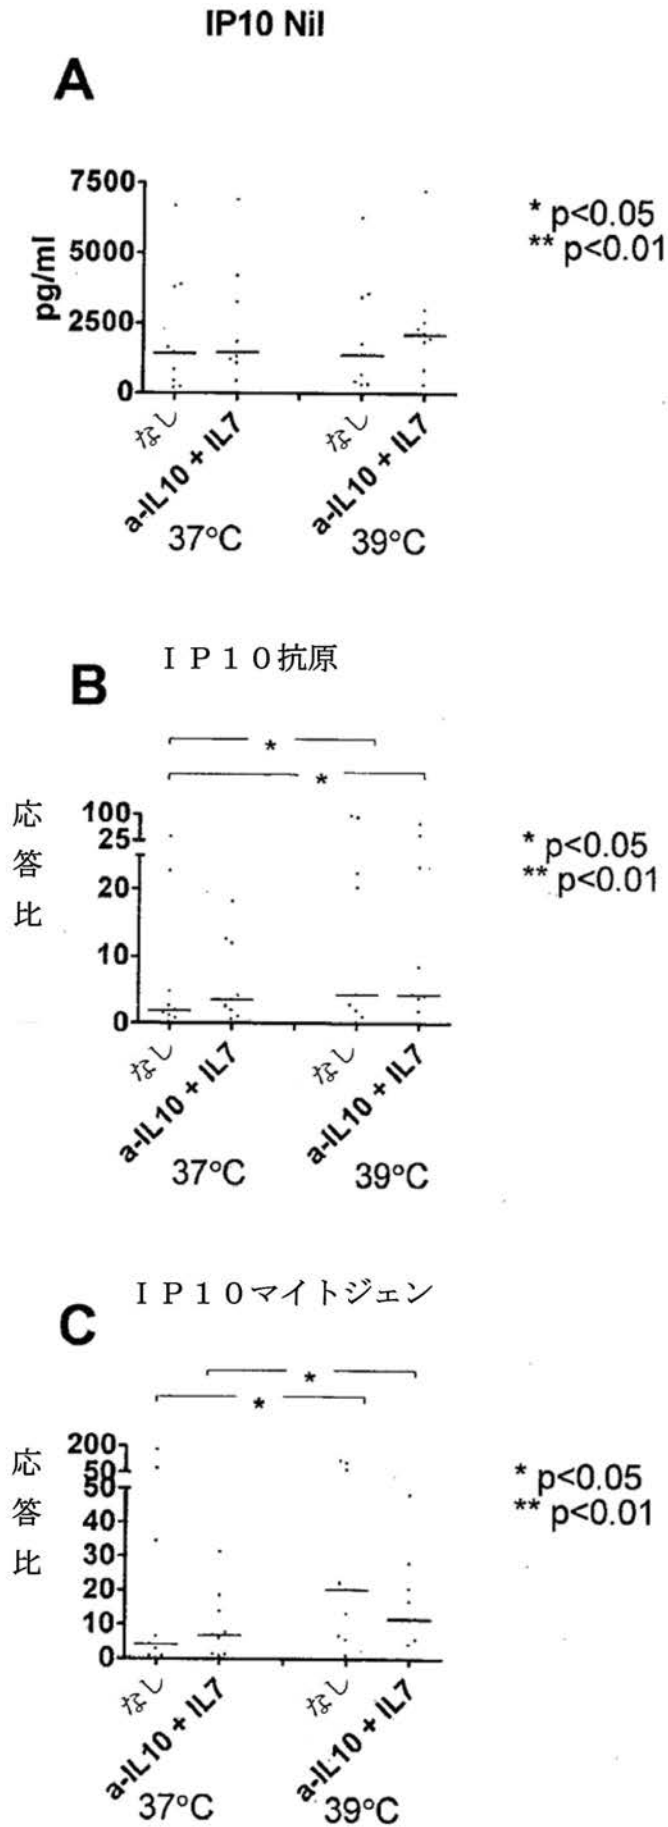 IP10 Nil
A
7500
5000
2500
0
pg/ml
* p<0.05
** p<0.01
なし
a-IL10 + IL7
なし
a-IL10 + IL7
37°C
39°C
B
ＩＰ１０抗原
*
*
応答比
100
25
20
10
0
* p<0.05
** p<0.01
なし
a-IL10 + IL7
なし
a-IL10 + IL7
37°C
39°C
C
ＩＰ１０マイトジェン
*
*
応答比
200
50
50
40
30
20
10
0
* p<0.05
** p<0.01
なし
a-IL10 + IL7
なし
a-IL10 + IL7
37°C
39°C